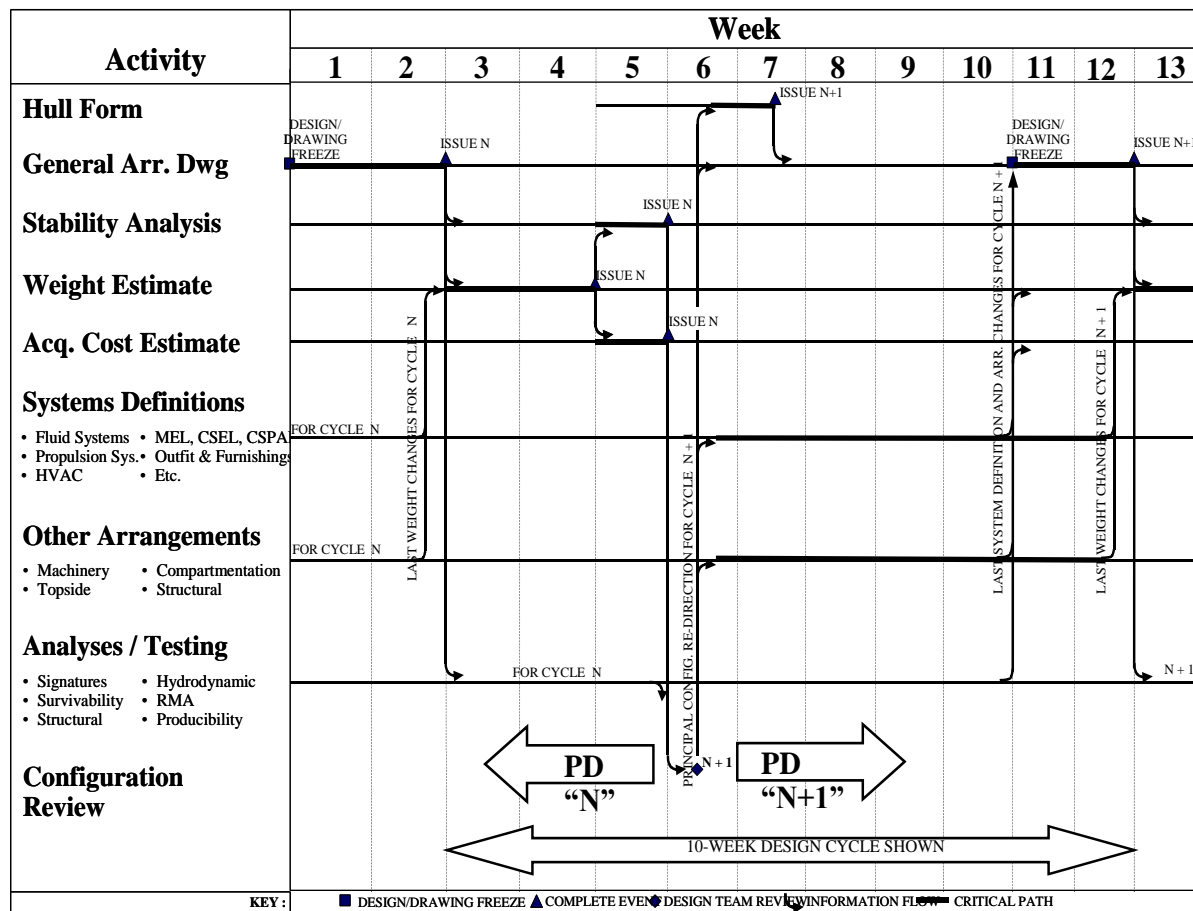 Week
Activity
1 2 3 4 5 6 7 8 9 10 11 12 13
Hull Form
ISSUE N+1
DESIGN/
DRAWING
FREEZE
ISSUE N
DESIGN/
DRAWING
FREEZE
ISSUE N+1
General Arr. Dwg
Stability Analysis
ISSUE N
Weight Estimate
ISSUE N
Acq. Cost Estimate
ISSUE N
Systems Definitions
• Fluid Systems • MEL, CSEL, CSPA
• Propulsion Sys. • Outfit & Furnishings
• HVAC • Etc.
FOR CYCLE N
Other Arrangements
• Machinery • Compartmentation
• Topside • Structural
FOR CYCLE N
LAST WEIGHT CHANGES FOR CYCLE N
PRINCIPAL CONFIG. RE-DIRECTION FOR CYCLE N + 1
LAST SYSTEM DEFINITION AND ARR. CHANGES FOR CYCLE N + 1
LAST WEIGHT CHANGES FOR CYCLE N + 1
Analyses / Testing
• Signatures • Hydrodynamic
• Survivability • RMA
• Structural • Producibility
FOR CYCLE N
N + 1
Configuration
Review
PD
“N”
N + 1
PD
“N+1”
10-WEEK DESIGN CYCLE SHOWN
KEY : DESIGN/DRAWING FREEZE COMPLETE EVEN DESIGN TEAM REVIEW INFORMATION FLOW CRITICAL PATH